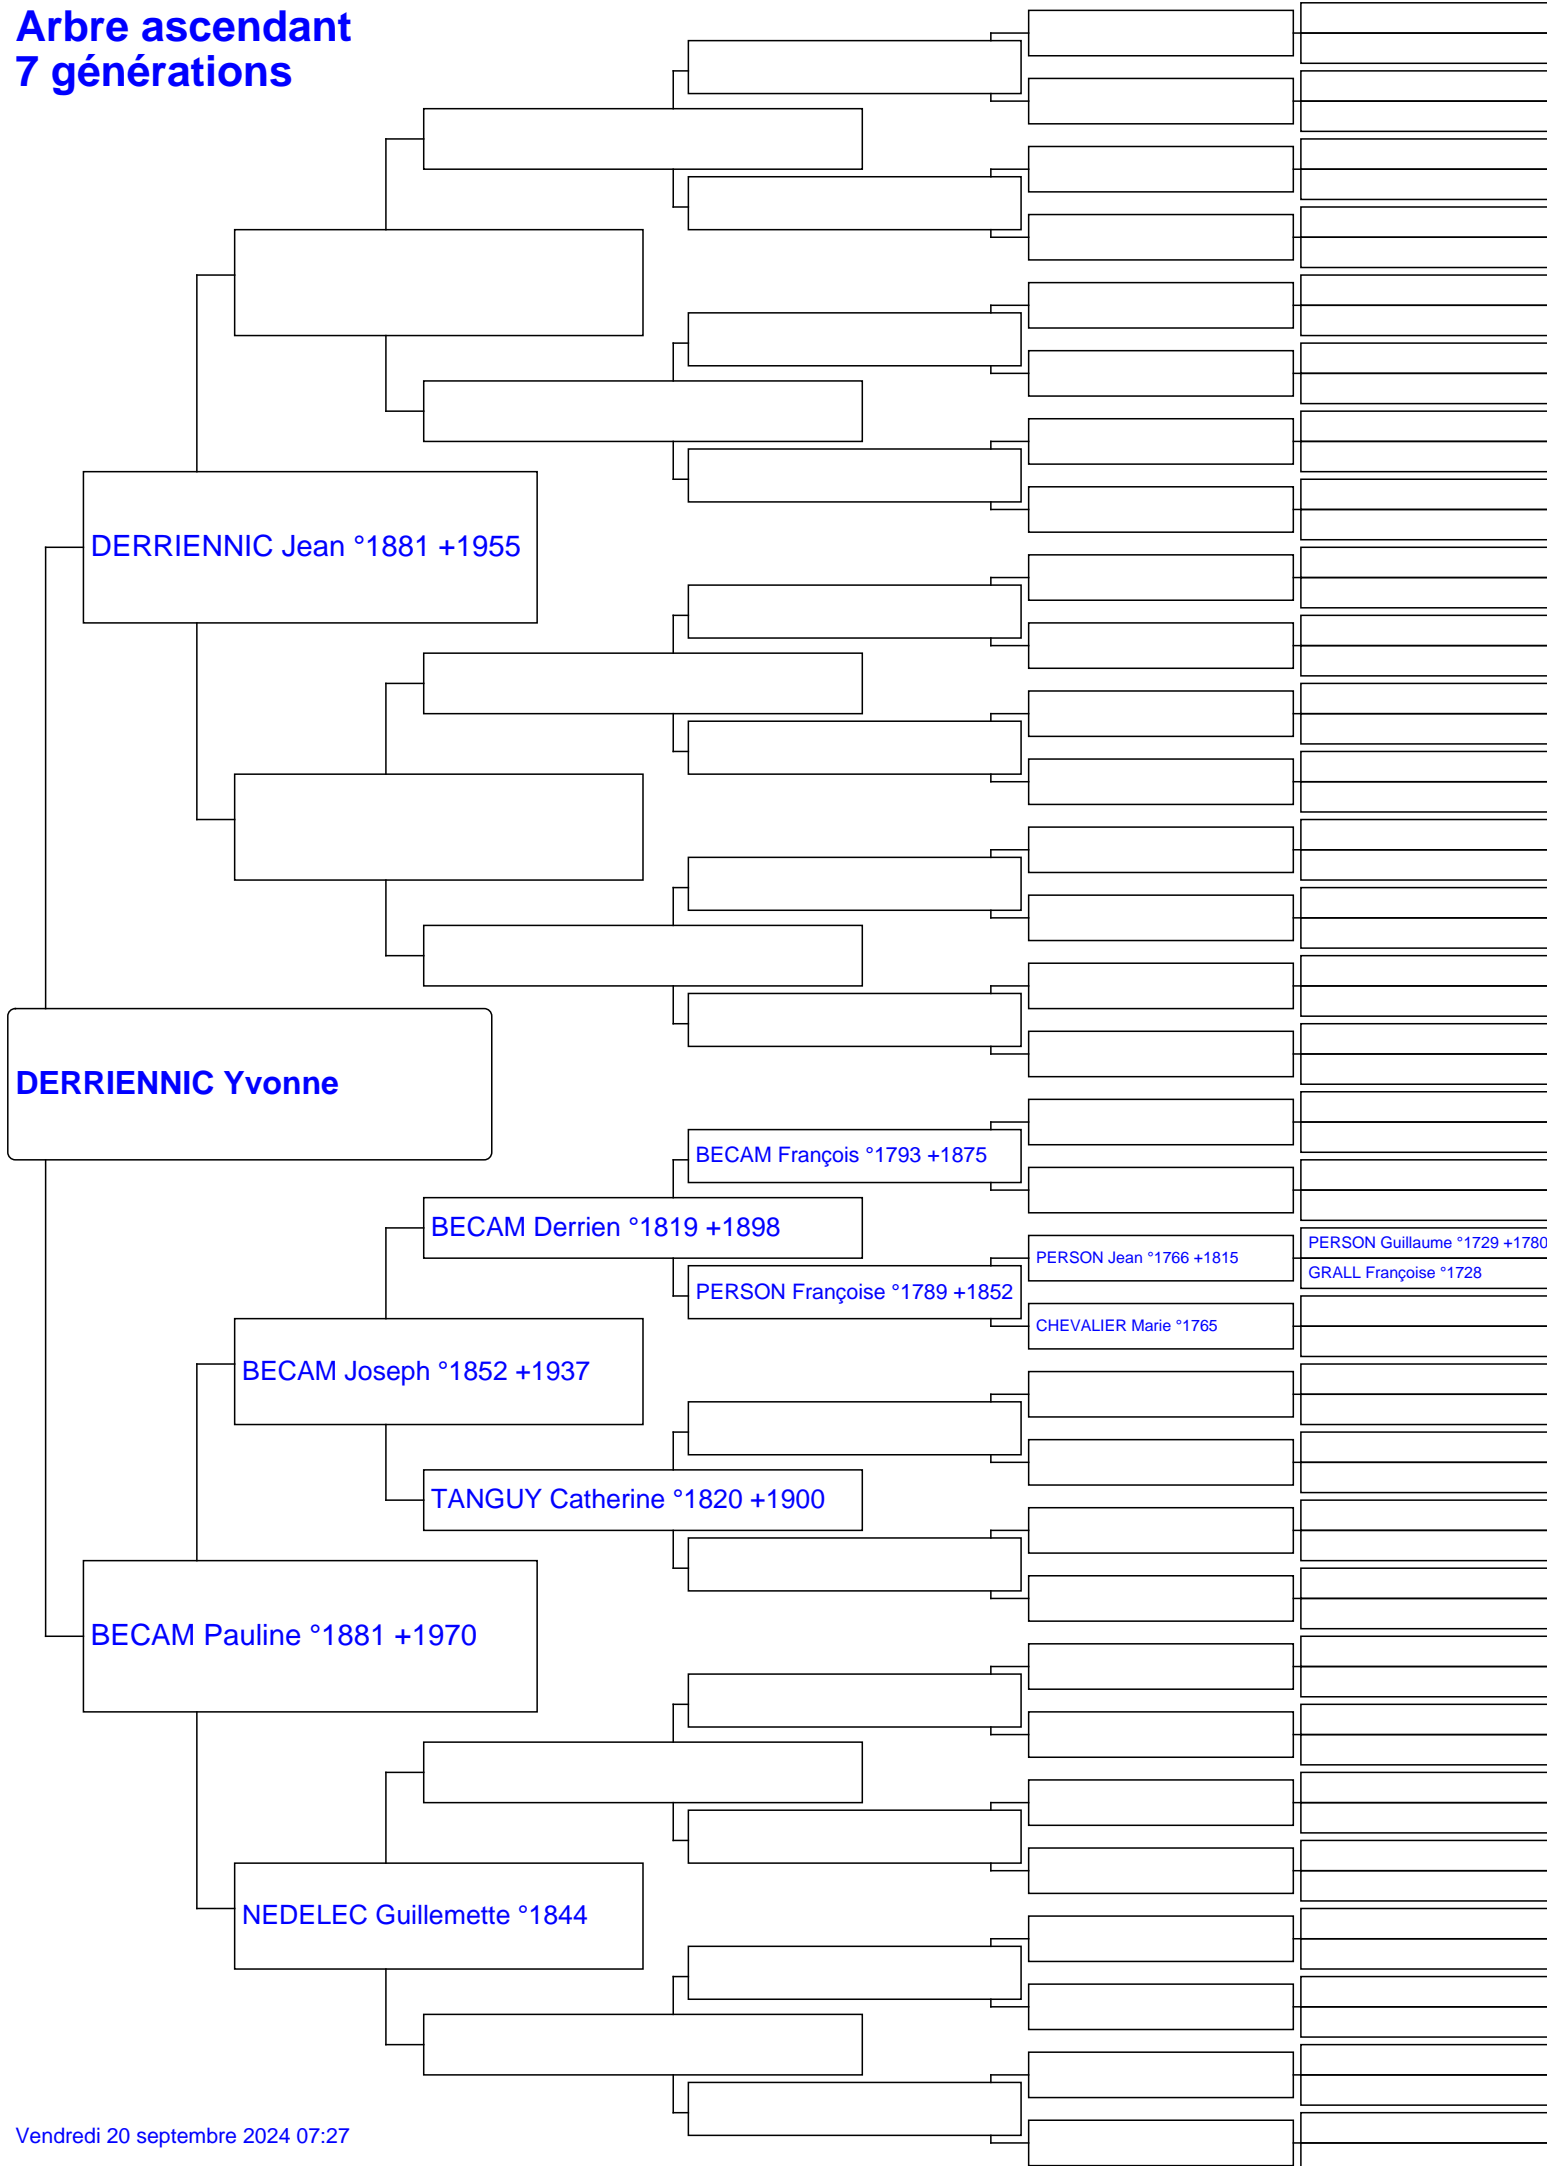 Arbre ascendant
7 générations
DERRIENNIC Jean °1881 +1955
DERRIENNIC Yvonne
BECAM François °1793 +1875
BECAM Derrien °1819 +1898
PERSON Jean °1766 +1815
PERSON Guillaume °1729 +1780
GRALL Françoise °1728
PERSON Françoise °1789 +1852
CHEVALIER Marie °1765
BECAM Joseph °1852 +1937
TANGUY Catherine °1820 +1900
BECAM Pauline °1881 +1970
NEDELEC Guillemette °1844
Vendredi 20 septembre 2024 07:27